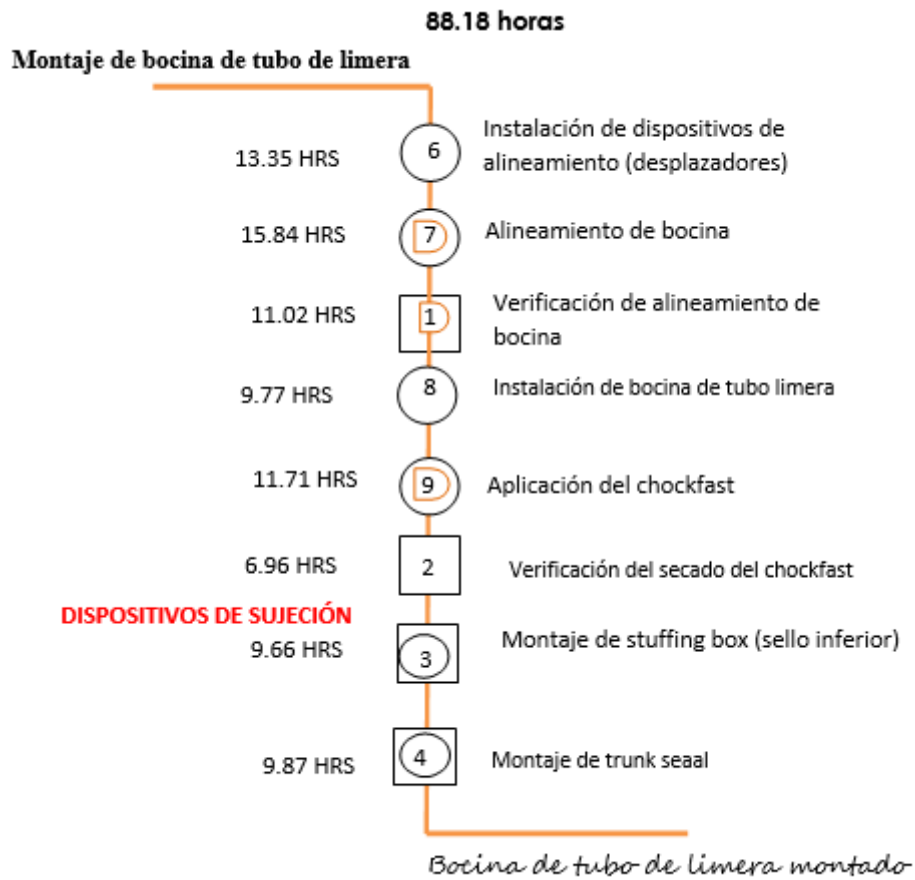 88.18 horas
Montaje de bocina de tubo de limera
13.35 HRS
6
Instalación de dispositivos de
alineamiento (desplazadores)
15.84 HRS
7
Alineamiento de bocina
11.02 HRS
1
Verificación de alineamiento de
bocina
9.77 HRS
8
Instalación de bocina de tubo limera
11.71 HRS
9
Aplicación del chockfast
6.96 HRS
2
Verificación del secado del chockfast
DISPOSITIVOS DE SUJECIÓN
9.66 HRS
3
Montaje de stuffing box (sello inferior)
9.87 HRS
4
Montaje de trunk seaal
Bocina de tubo de limera montado